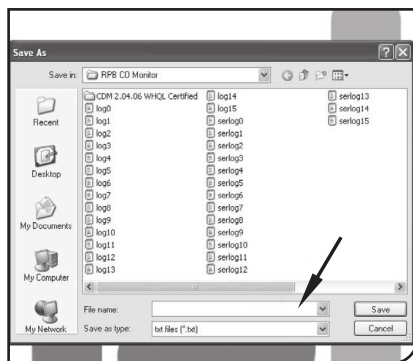 Save As
Save in:
RPB CO Monitor
Recent
Desktop
My Documents
My Computer
My Network
CDM 2.04.06 WHQL Certified
log0
log1
log2
log3
log4
log5
log6
log7
log8
log9
log10
log11
log12
log13
log14
log15
serlog0
serlog1
serlog2
serlog3
serlog4
serlog5
serlog6
serlog7
serlog8
serlog9
serlog10
serlog11
serlog12
serlog13
serlog14
serlog15
File name:
Save
Save as type:
txt files (*.txt)
Cancel